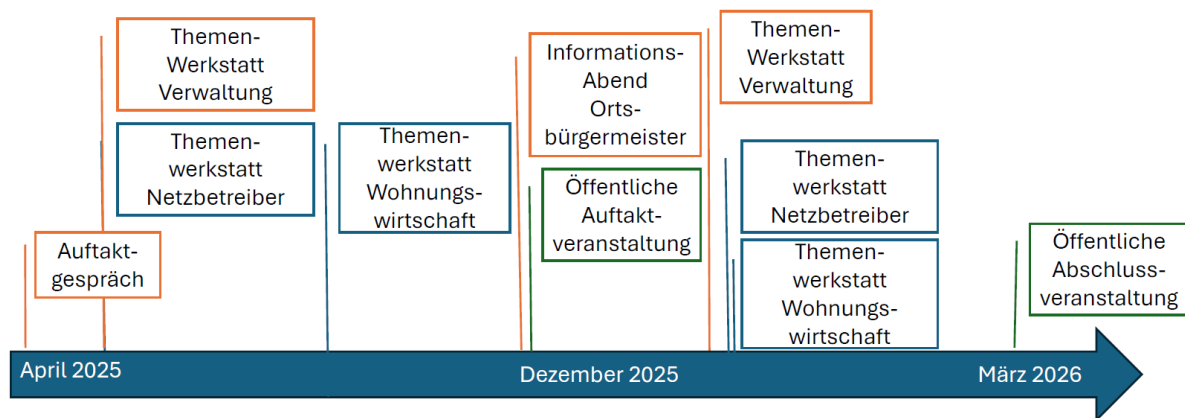 Themen-
Werkstatt
Verwaltung
Themen-
werkstatt
Netzbetreiber
Auftakt-
gespräch
Themen-
werkstatt
Wohnungs-
wirtschaft
Informations-
Abend
Orts-
bürgermeister
Öffentliche
Auftakt-
veranstaltung
Themen-
Werkstatt
Verwaltung
Themen-
werkstatt
Netzbetreiber
Themen-
werkstatt
Wohnungs-
wirtschaft
Öffentliche
Abschluss-
veranstaltung
April 2025
Dezember 2025
März 2026